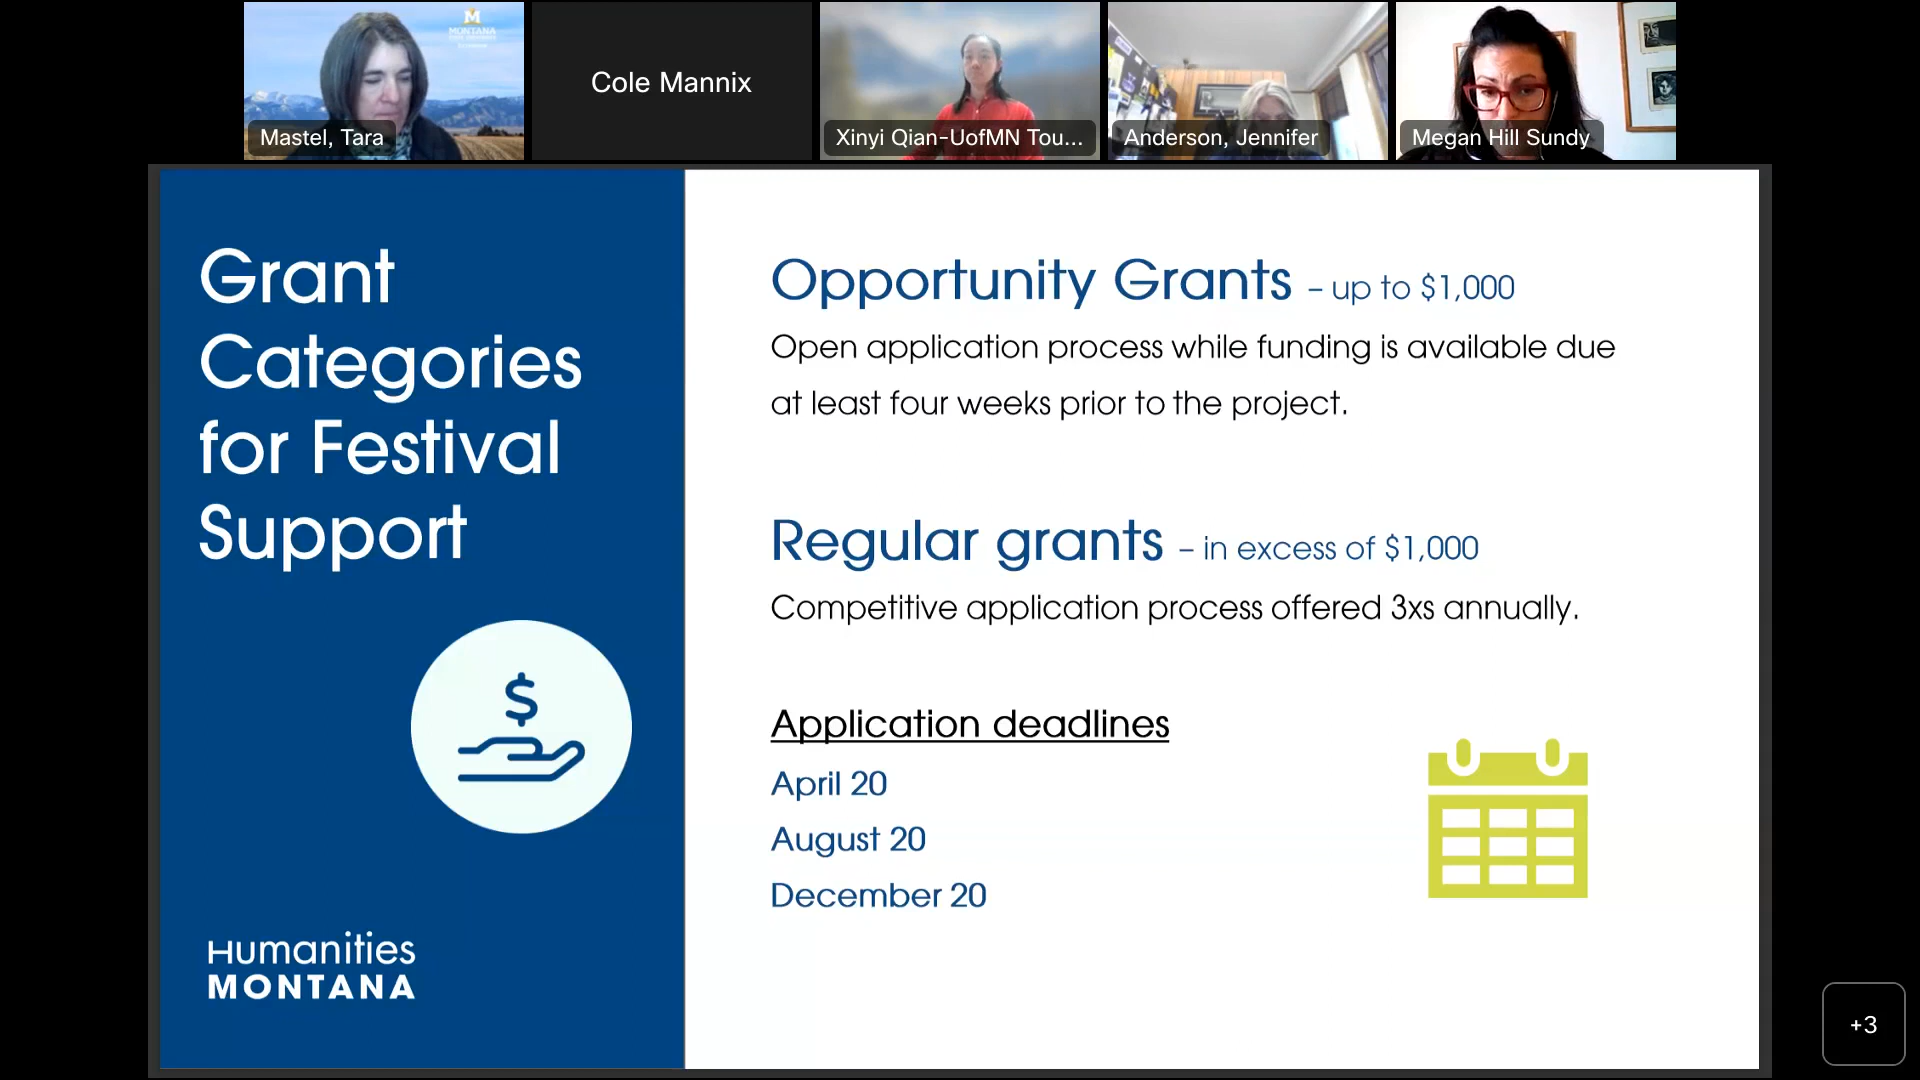 MONTANA
Mastel, Tara
Cole Mannix
Xinyi Qian-UofMN Tou...
Anderson, Jennifer
Megan Hill Sundy
Grant
Categories
for Festival
Support
$
Humanities
MONTANA
Opportunity Grants – up to $1,000
Open application process while funding is available due
at least four weeks prior to the project.
Regular grants – in excess of $1,000
Competitive application process offered 3xs annually.
Application deadlines
April 20
August 20
December 20
+3